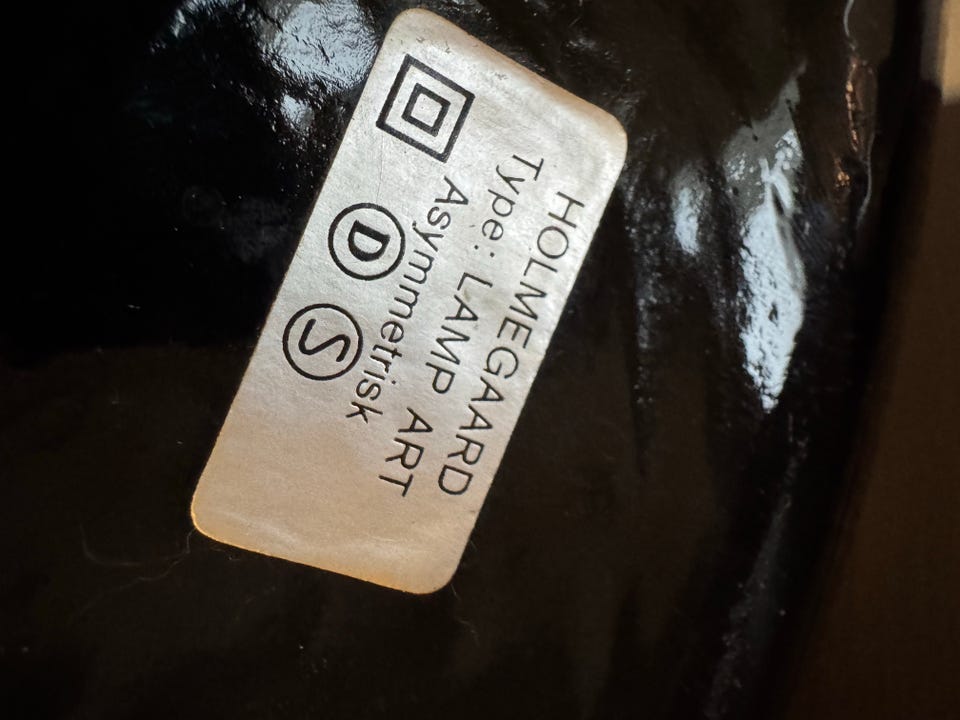 HOLMEGAARD
Type: LAMP ART
Asymmetrisk
D S